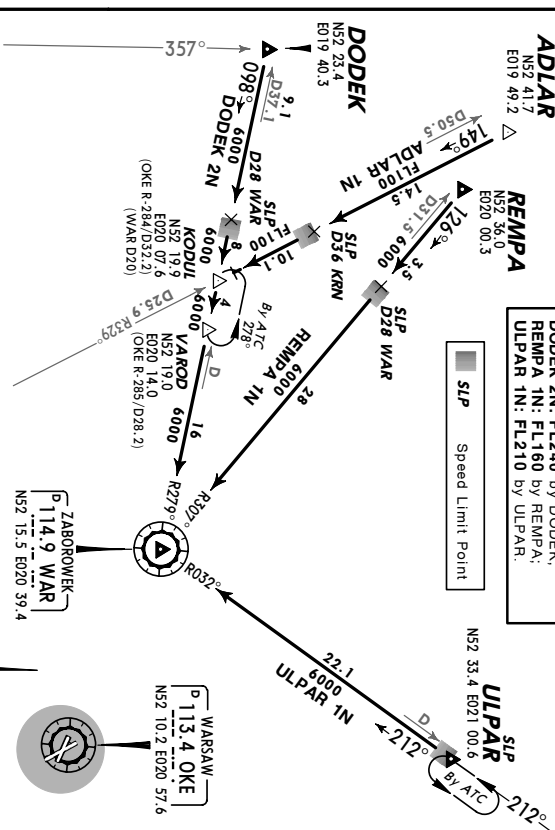 DODEK 2N: FL240 by DODEK;
REMPA 1N: FL160 by REMPA;
ULPAR 1N: FL210 by ULPAR.
SLP Speed Limit Point
ADLAR
N52 41.7
E019 49.2
D50.5
149°
ADLAR 1N
FL100
14.5
SLP
D36 KRN
FL100
10.1
REMPA
N52 36.0
E020 00.3
D31.5
126°
6000
3.5
SLP
D28 WAR
REMPA 1N
6000
28
R307°
DODEK
N52 23.4
E019 40.3
357°
098°
D37.1
9.1
6000
DODEK 2N
D28 WAR
SLP
8
6000
KODUL
N52 19.9
E020 07.6
(OKE R-284/D32.2)
(WAR D20)
D25.9 R329°
4
6000
By ATC
278°
D
VAROD
N52 19.0
E020 14.0
(OKE R-285/D28.2)
16
6000
R279°
ZABOROWEK
D 114.9 WAR
N52 15.5 E020 39.4
R032°
22.1
6000
ULPAR 1N
SLP
ULPAR
N52 33.4 E021 00.6
D
212°
By ATC
212°
WARSAW
D 113.4 OKE
N52 10.2 E020 57.6